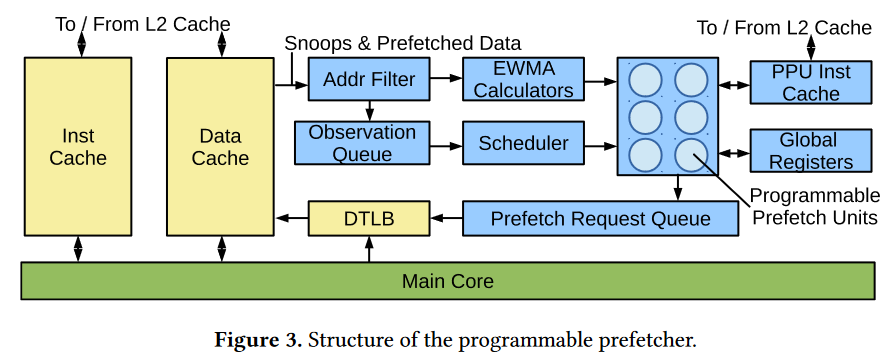 To / From L2 Cache
To / From L2 Cache
Snoops & Prefetched Data
Inst
Cache
Data
Cache
Addr Filter
EWMA
Calculators
PPU Inst
Cache
Observation
Queue
Scheduler
Global
Registers
Programmable
Prefetch Units
DTLB
Prefetch Request Queue
Main Core
Figure 3. Structure of the programmable prefetcher.